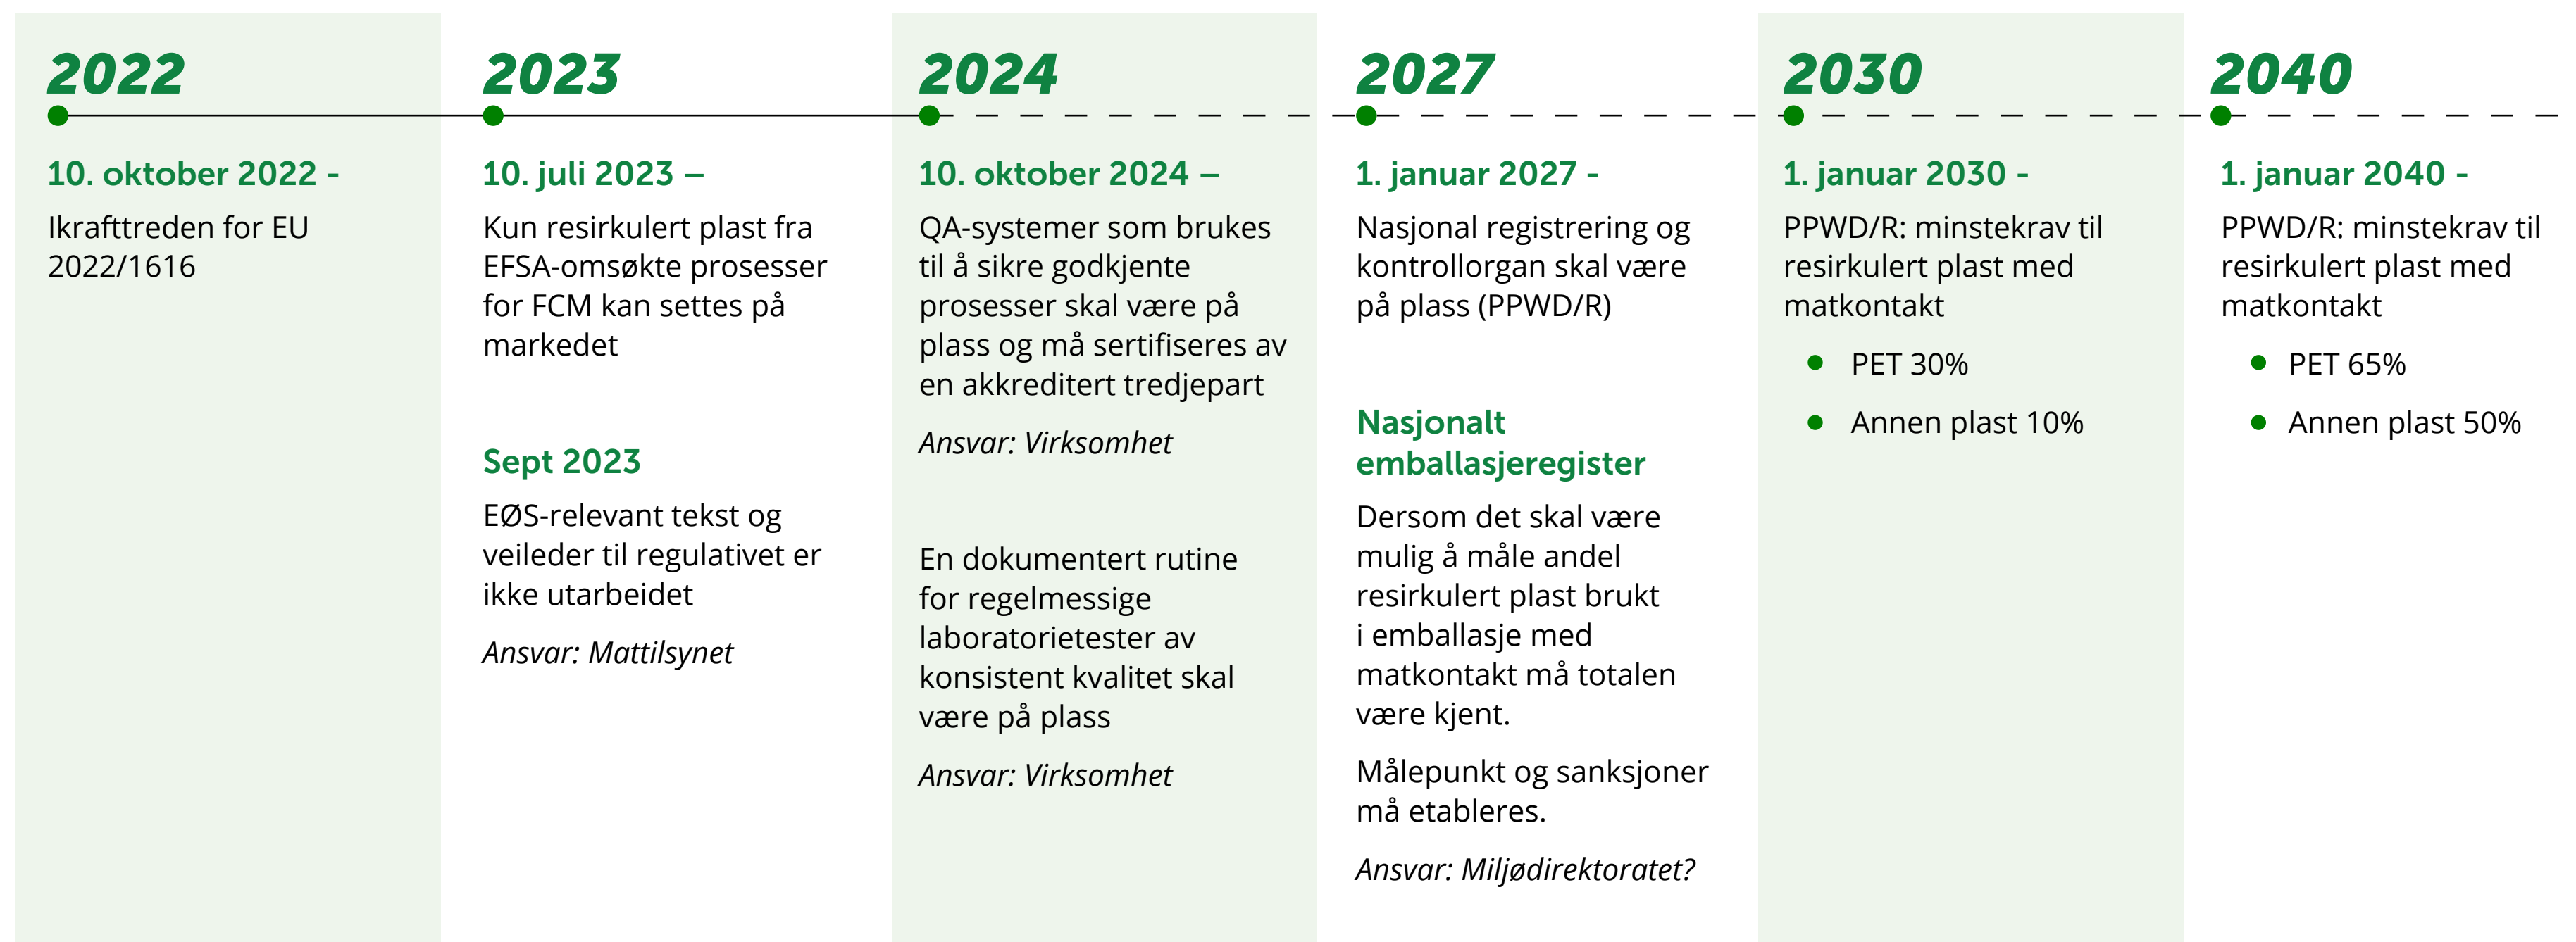 2022
10. oktober 2022 -
Ikrafttreden for EU
2022/1616
2023
10. juli 2023 –
Kun resirkulert plast fra
EFSA-omsøkte prosesser
for FCM kan settes på
markedet
Sept 2023
EØS-relevant tekst og
veileder til regulativet er
ikke utarbeidet
Ansvar: Mattilsynet
2024
10. oktober 2024 –
QA-systemer som brukes
til å sikre godkjente
prosesser skal være på
plass og må sertifiseres av
en akkreditert tredjepart
Ansvar: Virksomhet
En dokumentert rutine
for regelmessige
laboratorietester av
konsistent kvalitet skal
være på plass
Ansvar: Virksomhet
2027
1. januar 2027 -
Nasjonal registrering og
kontrollorgan skal være
på plass (PPWD/R)
Nasjonalt
emballasjeregister
Dersom det skal være
mulig å måle andel
resirkulert plast brukt
i emballasje med
matkontakt må totalen
være kjent.
Målepunkt og sanksjoner
må etableres.
Ansvar: Miljødirektoratet?
2030
1. januar 2030 -
PPWD/R: minstekrav til
resirkulert plast med
matkontakt
● PET 30%
● Annen plast 10%
2040
1. januar 2040 -
PPWD/R: minstekrav til
resirkulert plast med
matkontakt
● PET 65%
● Annen plast 50%